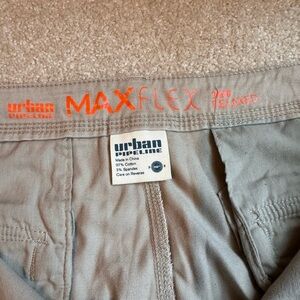 urban
PIPELINE
MAXFLEX
urban
PIPELINE
Made in China
97% Cotton
3% Spandex
Care on Reverse